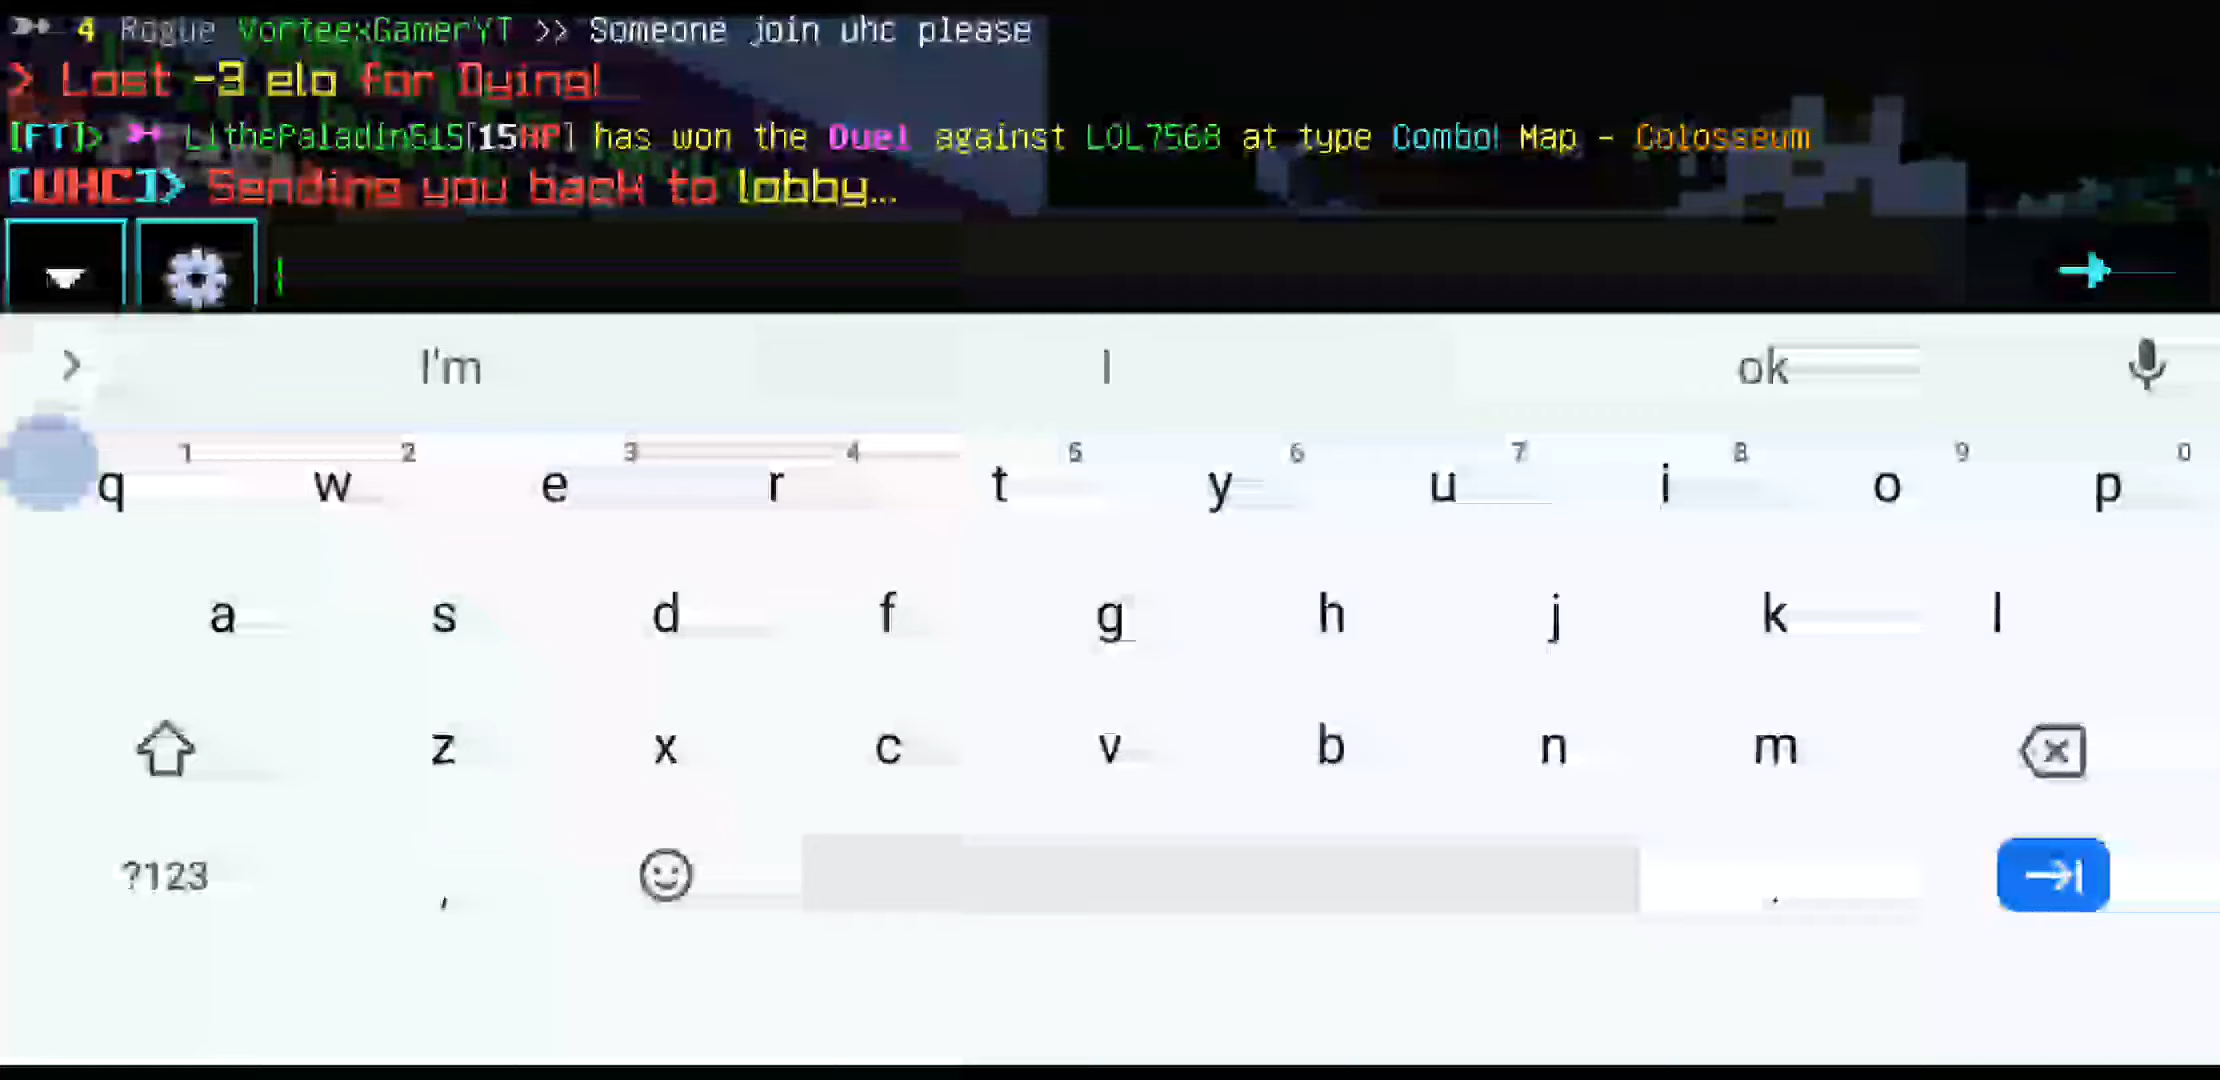 4 Rogue VorteexGamerYT >> Someone join uhc please
> Lost -3 elo for Dying!
[FT]> LithePaladin515[15HP] has won the Duel against LOL7568 at type Combo! Map - Colosseum
[UHC]> Sending you back to lobby...
> I'm I ok
1 2 3 4 5 6 7 8 9 0
q w e r t y u i o p
a s d f g h j k l
z x c v b n m
?123 , .